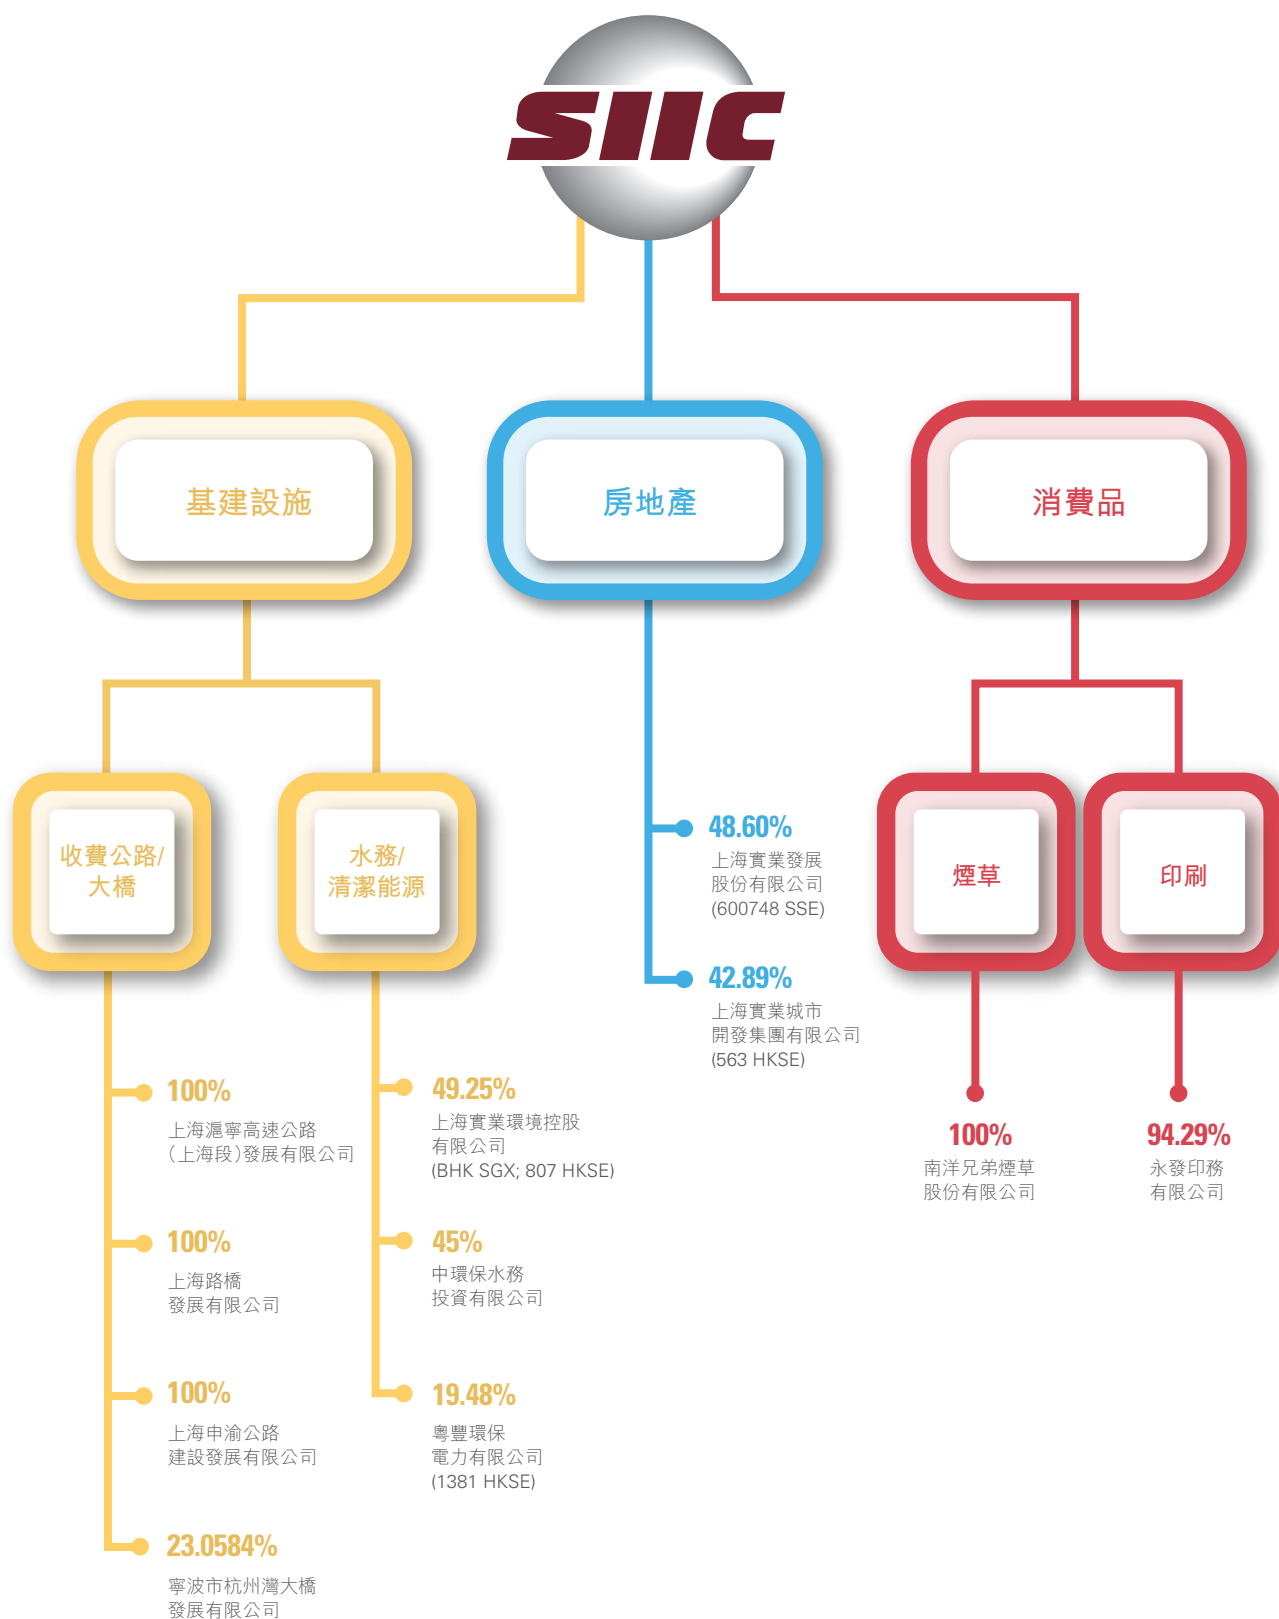 SIIC
基建設施
房地產
消費品
收費公路/
大橋
水務/
清潔能源
煙草
印刷
100%
上海滬寧高速公路
（上海段）發展有限公司
100%
上海路橋
發展有限公司
100%
上海申渝公路
建設發展有限公司
23.0584%
寧波市杭州灣大橋
發展有限公司
49.25%
上海實業環境控股
有限公司
(BHK SGX; 807 HKSE)
45%
中環保水務
投資有限公司
19.48%
粵豐環保
電力有限公司
(1381 HKSE)
48.60%
上海實業發展
股份有限公司
(600748 SSE)
42.89%
上海實業城市
開發集團有限公司
(563 HKSE)
100%
南洋兄弟煙草
股份有限公司
94.29%
永發印務
有限公司